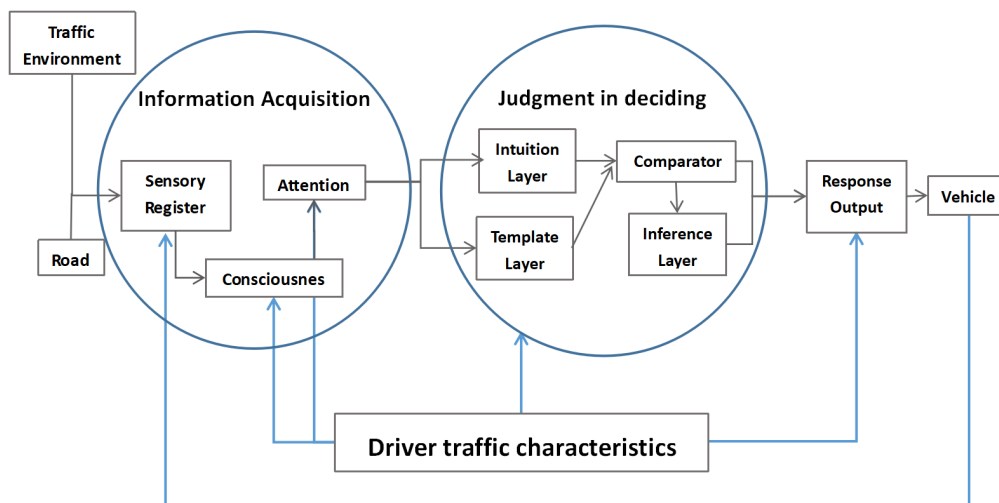 Traffic
Environment
Information Acquisition
Judgment in deciding
Sensory
Register
Attention
Road
Consciousnes
Intuition
Layer
Template
Layer
Comparator
Inference
Layer
Response
Output
Vehicle
Driver traffic characteristics